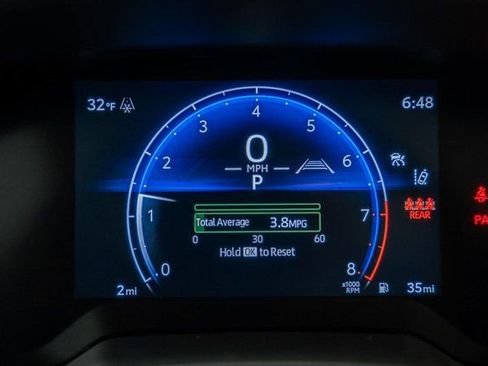 32°F
6:48
4
3 5
0
2 MPH 6
P
1 7
REAR
PA
Total Average 3.8MPG
0 30 60
Hold OK to Reset
0 8
x1000
RPM
2mi
35mi